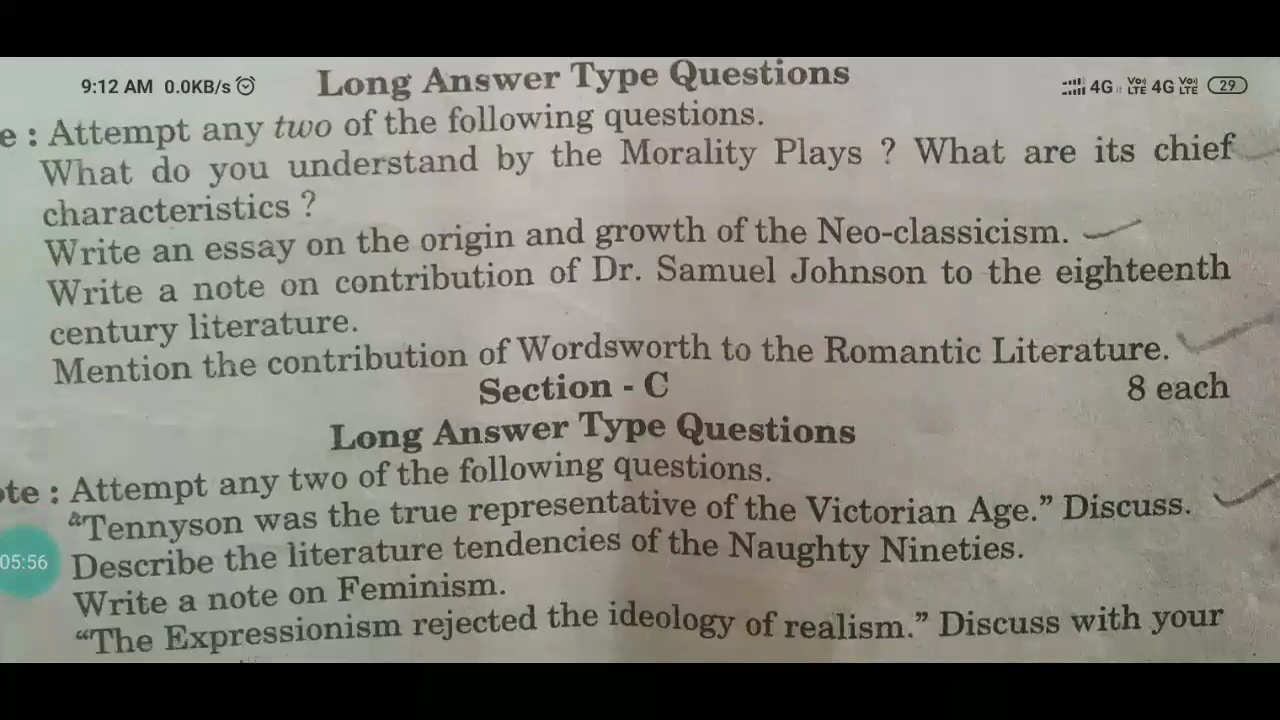 9:12 AM 0.0KB/s
Long Answer Type Questions
4G VoLTE 4G VoLTE 29
e : Attempt any two of the following questions.
What do you understand by the Morality Plays ? What are its chief
characteristics ?
Write an essay on the origin and growth of the Neo-classicism.
Write a note on contribution of Dr. Samuel Johnson to the eighteenth
century literature.
Mention the contribution of Wordsworth to the Romantic Literature.
Section - C
8 each
Long Answer Type Questions
ote : Attempt any two of the following questions.
“Tennyson was the true representative of the Victorian Age.” Discuss.
05:56
Describe the literature tendencies of the Naughty Nineties.
Write a note on Feminism.
“The Expressionism rejected the ideology of realism.” Discuss with your